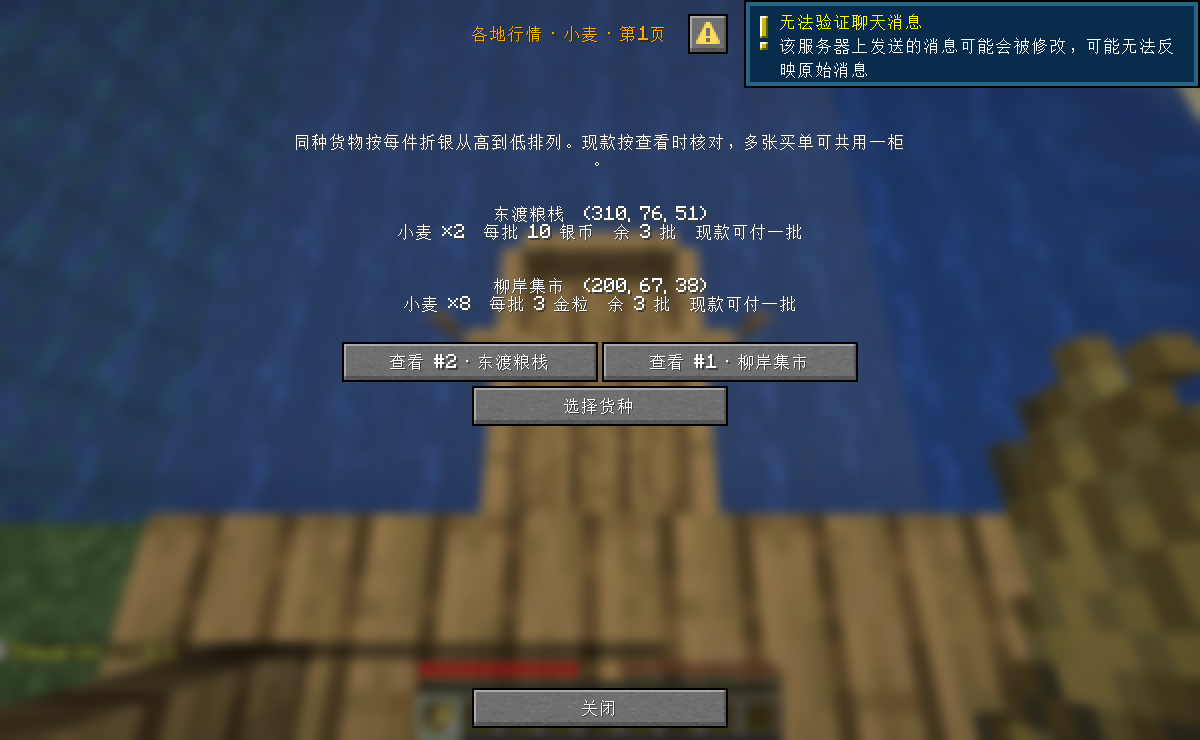 各地行情 · 小麦 · 第1页
无法验证聊天消息
该服务器上发送的消息可能会被修改，可能无法反
映原始消息
同种货物按每件折银从高到低排列。现款按查看时核对，多张买单可共用一柜
。
东渡粮栈 (310, 76, 51)
小麦 ×2 每批 10 银币 余 3 批 现款可付一批
柳岸集市 (200, 67, 38)
小麦 ×8 每批 3 金粒 余 3 批 现款可付一批
查看 #2 · 东渡粮栈
查看 #1 · 柳岸集市
选择货种
关闭